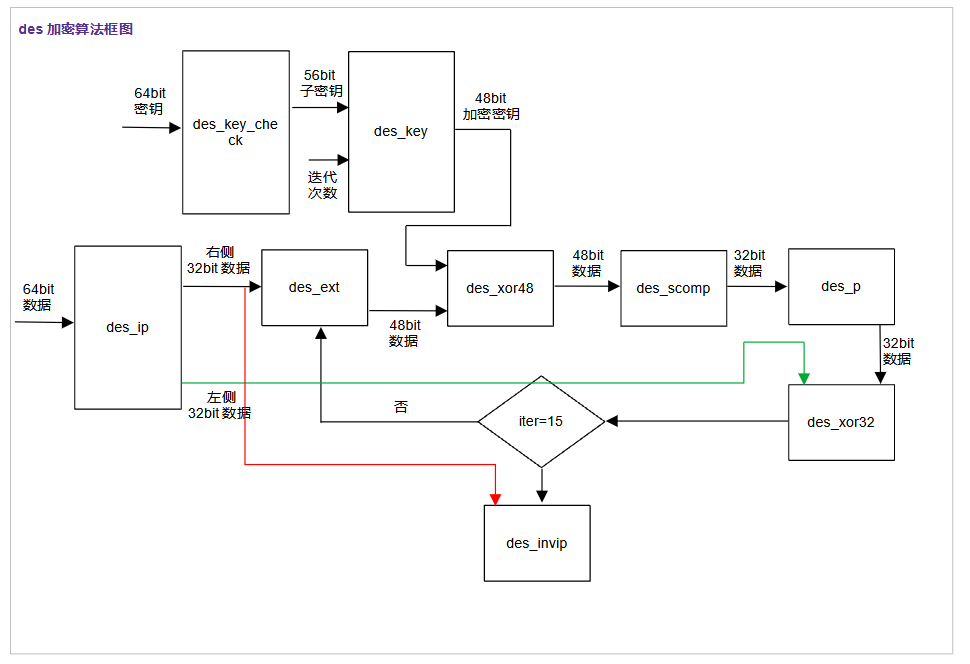 des 加密算法框图
64bit
密钥
des_key_che
ck
56bit
子密钥
迭代
次数
des_key
48bit
加密密钥
64bit
数据
des_ip
右侧
32bit 数据
左侧
32bit 数据
des_ext
48bit
数据
des_xor48
48bit
数据
des_scomp
32bit
数据
des_p
32bit
数据
des_xor32
iter=15
否
des_invip